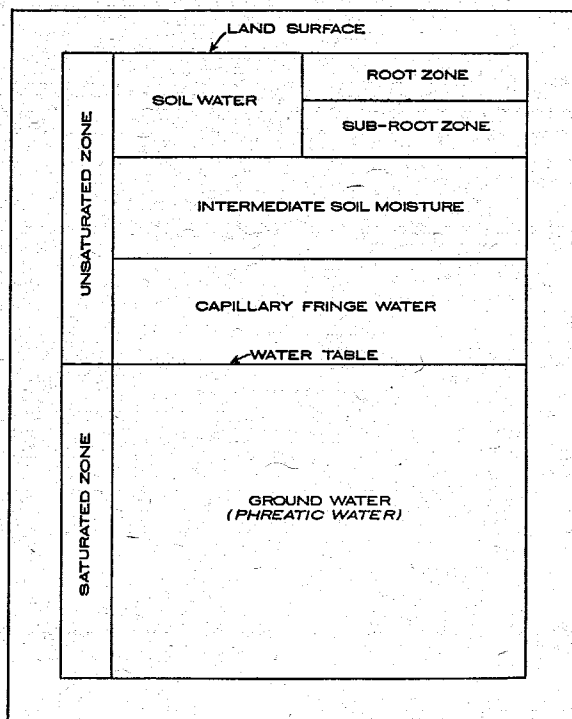 LAND SURFACE
UNSATURATED ZONE
SOIL WATER
ROOT ZONE
SUB-ROOT ZONE
INTERMEDIATE SOIL MOISTURE
CAPILLARY FRINGE WATER
WATER TABLE
SATURATED ZONE
GROUND WATER
(PHREATIC WATER)